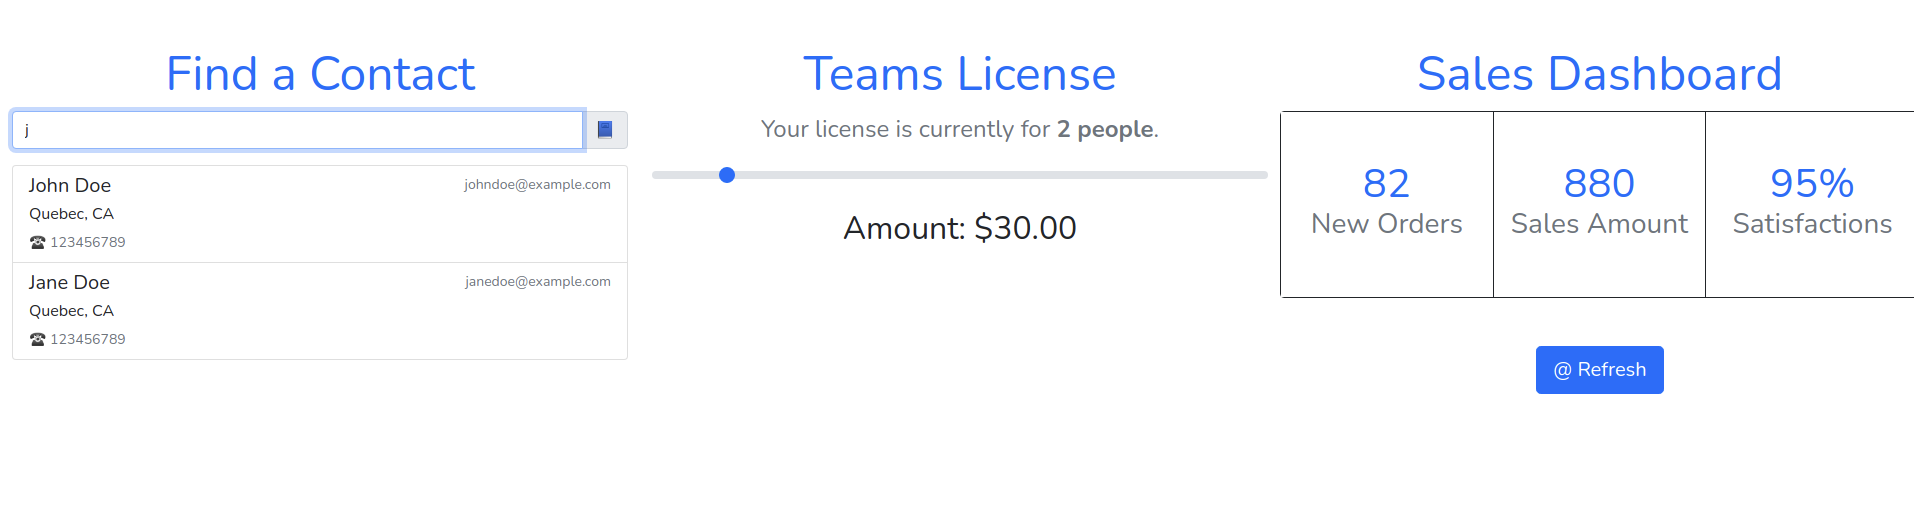 Find a Contact
j
John Doe
johndoe@example.com
Quebec, CA
123456789
Jane Doe
janedoe@example.com
Quebec, CA
123456789
Teams License
Your license is currently for 2 people.
Amount: $30.00
Sales Dashboard
82
New Orders
880
Sales Amount
95%
Satisfactions
@ Refresh